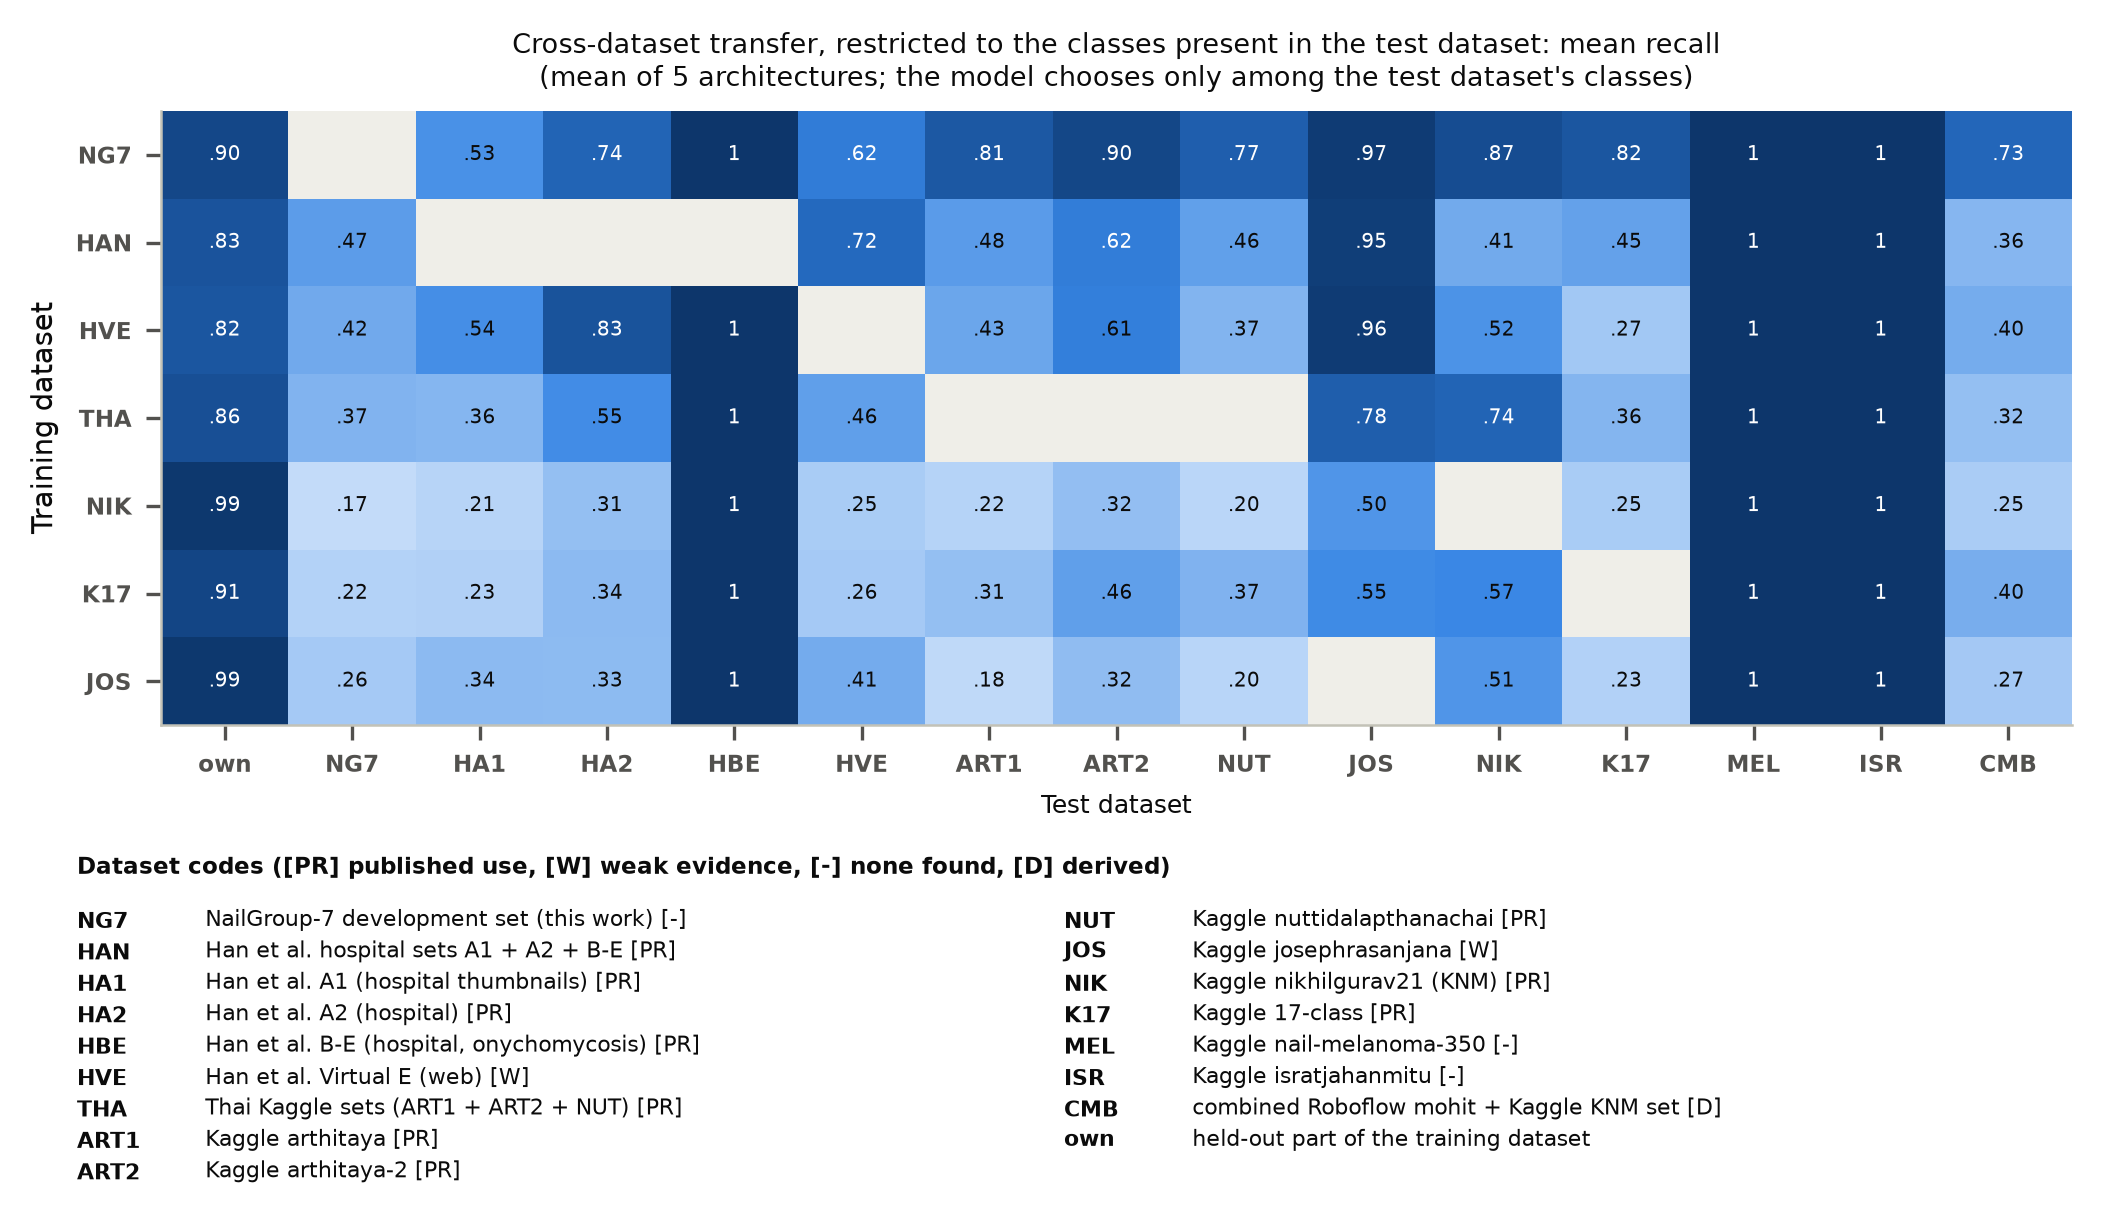 Cross-dataset transfer, restricted to the classes present in the test dataset: mean recall
(mean of 5 architectures; the model chooses only among the test dataset's classes)
Training dataset
NG7 .90 .53 .74 1 .62 .81 .90 .77 .97 .87 .82 1 1 .73
HAN .83 .47 .72 .48 .62 .46 .95 .41 .45 1 1 .36
HVE .82 .42 .54 .83 1 .43 .61 .37 .96 .52 .27 1 1 .40
THA .86 .37 .36 .55 1 .46 .78 .74 .36 1 1 .32
NIK .99 .17 .21 .31 1 .25 .22 .32 .20 .50 .25 1 1 .25
K17 .91 .22 .23 .34 1 .26 .31 .46 .37 .55 .57 1 1 .40
JOS .99 .26 .34 .33 1 .41 .18 .32 .20 .51 .23 1 1 .27
own NG7 HA1 HA2 HBE HVE ART1 ART2 NUT JOS NIK K17 MEL ISR CMB
Test dataset
Dataset codes ([PR] published use, [W] weak evidence, [-] none found, [D] derived)
NG7 NailGroup-7 development set (this work) [-]
HAN Han et al. hospital sets A1 + A2 + B-E [PR]
HA1 Han et al. A1 (hospital thumbnails) [PR]
HA2 Han et al. A2 (hospital) [PR]
HBE Han et al. B-E (hospital, onychomycosis) [PR]
HVE Han et al. Virtual E (web) [W]
THA Thai Kaggle sets (ART1 + ART2 + NUT) [PR]
ART1 Kaggle arthitaya [PR]
ART2 Kaggle arthitaya-2 [PR]
NUT Kaggle nuttidalapthanachai [PR]
JOS Kaggle josephrasanjana [W]
NIK Kaggle nikhilgurav21 (KNM) [PR]
K17 Kaggle 17-class [PR]
MEL Kaggle nail-melanoma-350 [-]
ISR Kaggle isratjahanmitu [-]
CMB combined Roboflow mohit + Kaggle KNM set [D]
own held-out part of the training dataset